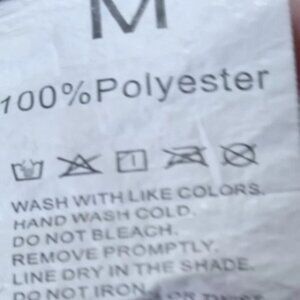 M
100%Polyester
WASH WITH LIKE COLORS.
HAND WASH COLD.
DO NOT BLEACH.
REMOVE PROMPTLY.
LINE DRY IN THE SHADE.
DO NOT IRON